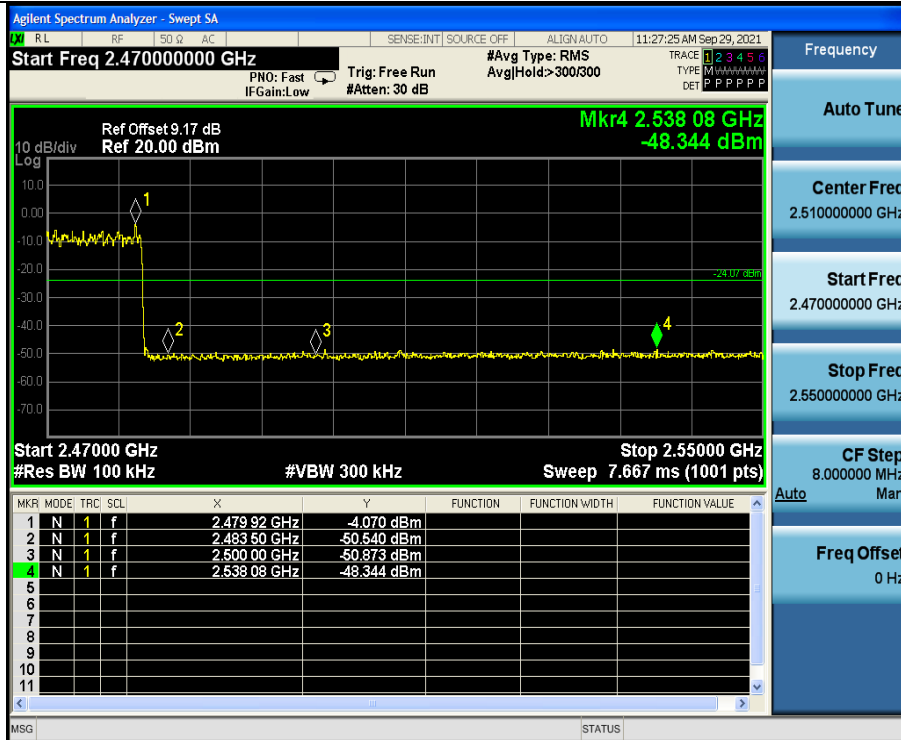 Agilent Spectrum Analyzer - Swept SA
LXI RL RF 50 Ω AC SENSE:INT SOURCE OFF ALIGN AUTO 11:27:25 AM Sep 29, 2021
Start Freq 2.470000000 GHz
PNO: Fast
IFGain:Low
Trig: Free Run
#Atten: 30 dB
#Avg Type: RMS
Avg|Hold:>300/300
TRACE 1 2 3 4 5 6
TYPE M
DET P P P P P P
Frequency
Auto Tune
Center Freq
2.510000000 GHz
Start Freq
2.470000000 GHz
Stop Freq
2.550000000 GHz
CF Step
8.000000 MHz
Auto Man
Freq Offset
0 Hz
Mkr4 2.538 08 GHz
-48.344 dBm
Ref Offset 9.17 dB
10 dB/div Ref 20.00 dBm
Log
10.0
0.00
-10.0
-20.0
-30.0
-40.0
-50.0
-60.0
-70.0
1
2
3
4
-24.07 dBm
Start 2.47000 GHz Stop 2.55000 GHz
#Res BW 100 kHz #VBW 300 kHz Sweep 7.667 ms (1001 pts)
MKR MODE TRC SCL X Y FUNCTION FUNCTION WIDTH FUNCTION VALUE
1 N 1 f 2.479 92 GHz -4.070 dBm
2 N 1 f 2.483 50 GHz -50.540 dBm
3 N 1 f 2.500 00 GHz -50.873 dBm
4 N 1 f 2.538 08 GHz -48.344 dBm
5
6
7
8
9
10
11
MSG STATUS